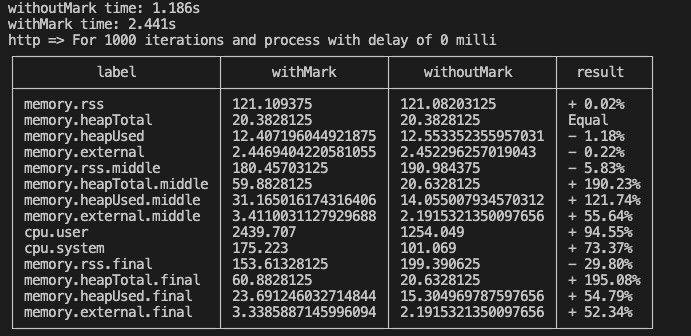 withoutMark time: 1.186s
withMark time: 2.441s
http => For 1000 iterations and process with delay of 0 milli
label withMark withoutMark result
memory.rss 121.109375 121.08203125 + 0.02%
memory.heapTotal 20.3828125 20.3828125 Equal
memory.heapUsed 12.407196044921875 12.553352355957031 − 1.18%
memory.external 2.4469404220581055 2.452296257019043 − 0.22%
memory.rss.middle 180.45703125 190.984375 − 5.83%
memory.heapTotal.middle 59.8828125 20.6328125 + 190.23%
memory.heapUsed.middle 31.165016174316406 14.055007934570312 + 121.74%
memory.external.middle 3.4110031127929688 2.1915321350097656 + 55.64%
cpu.user 2439.707 1254.049 + 94.55%
cpu.system 175.223 101.069 + 73.37%
memory.rss.final 153.61328125 199.390625 − 29.80%
memory.heapTotal.final 60.8828125 20.6328125 + 195.08%
memory.heapUsed.final 23.691246032714844 15.304969787597656 + 54.79%
memory.external.final 3.3385887145996094 2.1915321350097656 + 52.34%